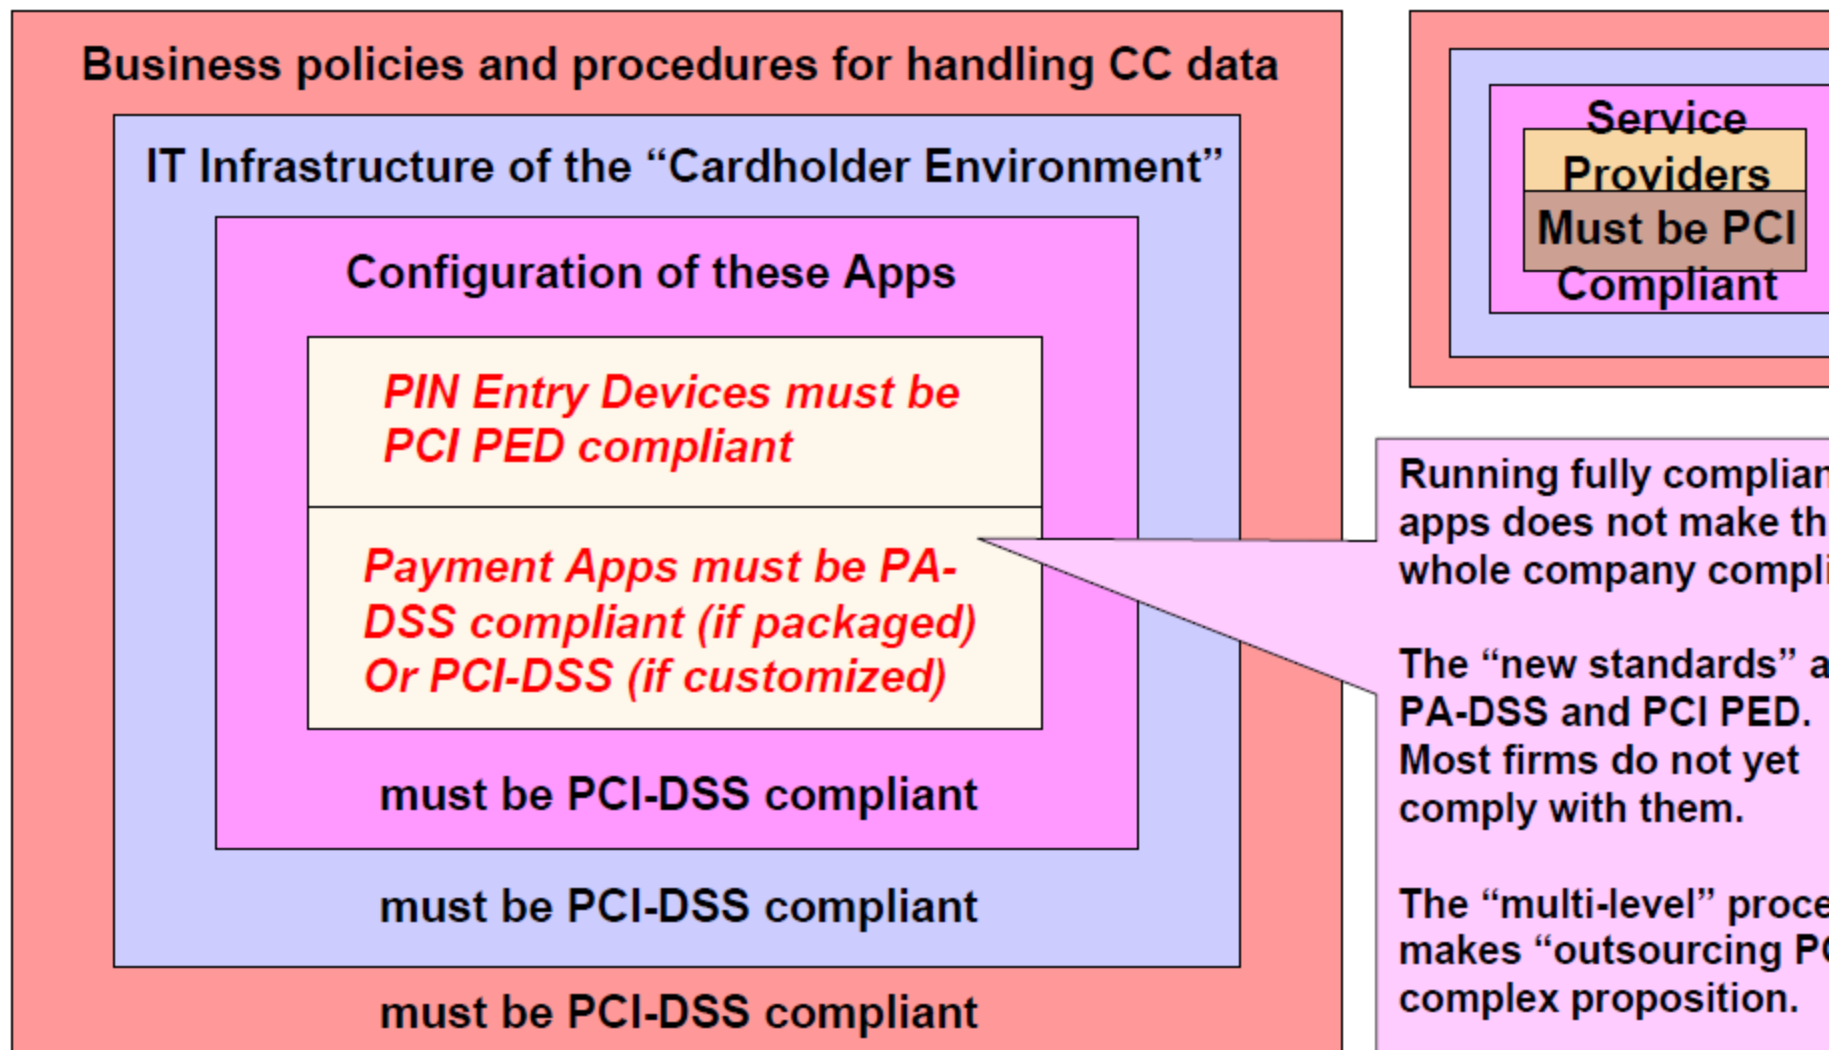 Business policies and procedures for handling CC data
IT Infrastructure of the “Cardholder Environment”
Configuration of these Apps
PIN Entry Devices must be
PCI PED compliant
Payment Apps must be PA-
DSS compliant (if packaged)
Or PCI-DSS (if customized)
must be PCI-DSS compliant
must be PCI-DSS compliant
must be PCI-DSS compliant
Service
Providers
Must be PCI
Compliant
Running fully
apps does not make
whole company
The “new standards”
PA-DSS and PCI PED.
Most firms do not yet
comply with them.
The “multi-level”
makes “outsourcing
complex proposition.